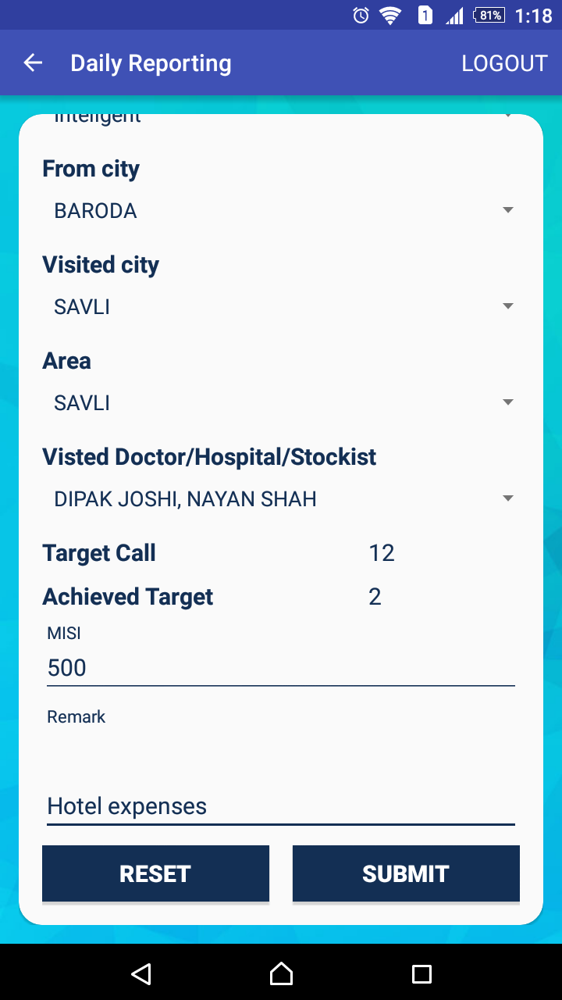 1
81%
1:18
Daily Reporting
LOGOUT
Inteligent
From city
BARODA
Visited city
SAVLI
Area
SAVLI
Visted Doctor/Hospital/Stockist
DIPAK JOSHI, NAYAN SHAH
Target Call 12
Achieved Target 2
MISI
500
Remark
Hotel expenses
RESET
SUBMIT